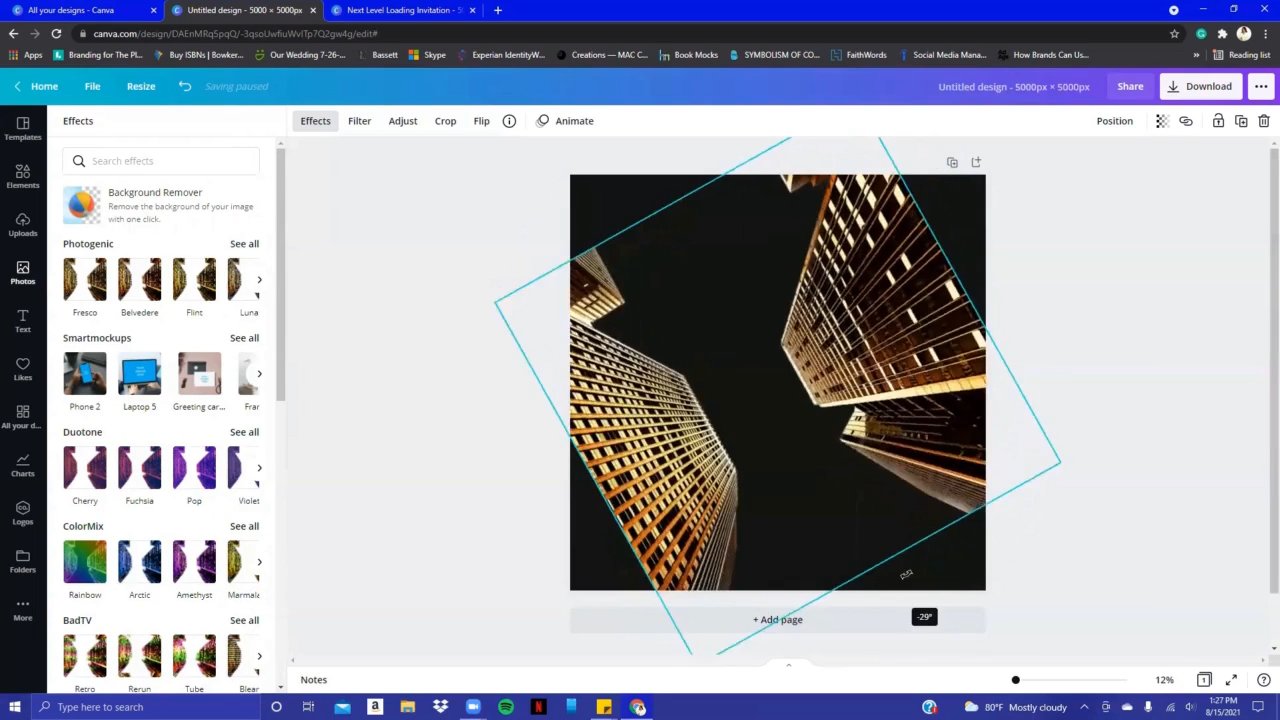 All your designs - Canva
Untitled design - 5000 × 5000px
Next Level Loading Invitation - 5
canva.com/design/DAEnMRq5pqQ/-3qsoUwfiuWvITp7Q2gw4g/edit#
Apps Branding for The Pl... Buy ISBNs | Bowker... Our Wedding 7-26-... Bassett Skype Experian IdentityW... Creations — MAC C... Book Mocks SYMBOLISM OF CO... FaithWords Social Media Mana... How Brands Can Us... » Reading list
Home File Resize Saving paused Untitled design - 5000px × 5000px Share Download
Effects
Effects Filter Adjust Crop Flip Animate Position
Templates
Elements
Uploads
Photos
Text
Likes
All your d...
Charts
Logos
Folders
More
Search effects
Background Remover
Remove the background of your image
with one click.
Photogenic See all
Fresco Belvedere Flint Luna
Smartmockups See all
Phone 2 Laptop 5 Greeting car... Frar
Duotone See all
Cherry Fuchsia Pop Violet
ColorMix See all
Rainbow Arctic Amethyst Marmala
BadTV See all
Retro Rerun Tube Blear
+ Add page
-29°
Notes 12% 1
Type here to search
80°F Mostly cloudy
1:27 PM
8/15/2021